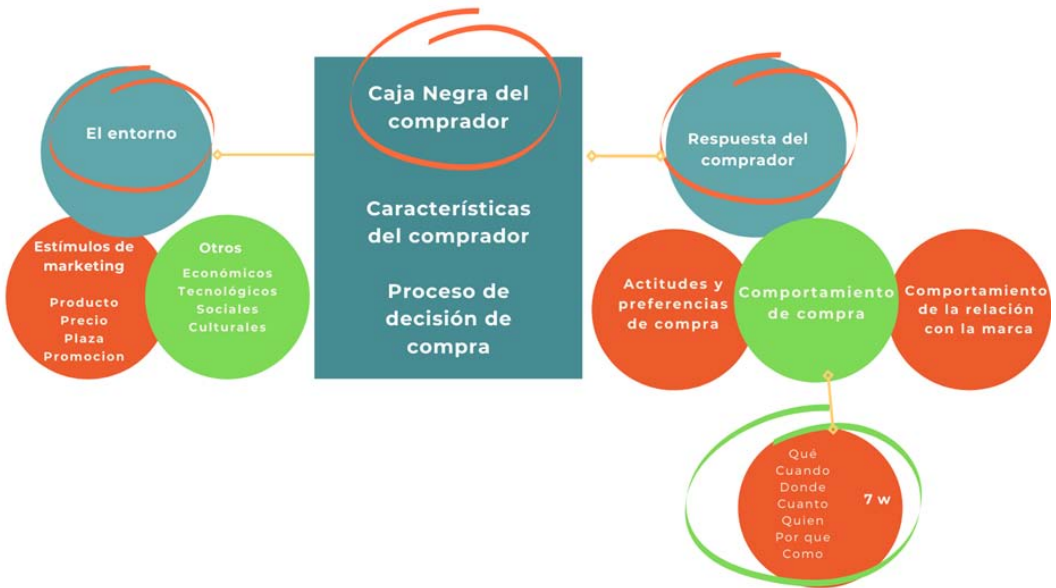 El entorno
Estímulos de
marketing
Producto
Precio
Plaza
Promocion
Otros
Económicos
Tecnológicos
Sociales
Culturales
Caja Negra del
comprador
Características
del comprador
Proceso de
decisión de
compra
Respuesta del
comprador
Actitudes y
preferencias
de compra
Comportamiento
de compra
Comportamiento
de la relación
con la marca
Qué
Cuando
Donde
Cuanto
Quien
Por que
Como
7 w